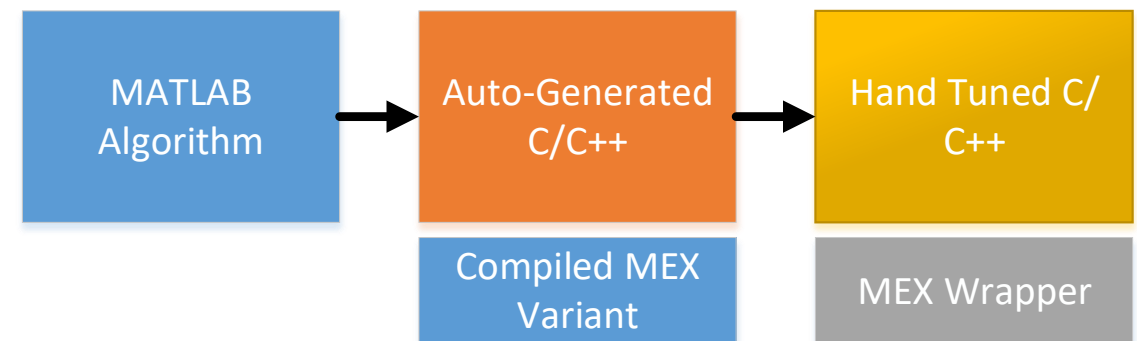 MATLAB
Algorithm
Auto-Generated
C/C++
Hand Tuned C/
C++
Compiled MEX
Variant
MEX Wrapper